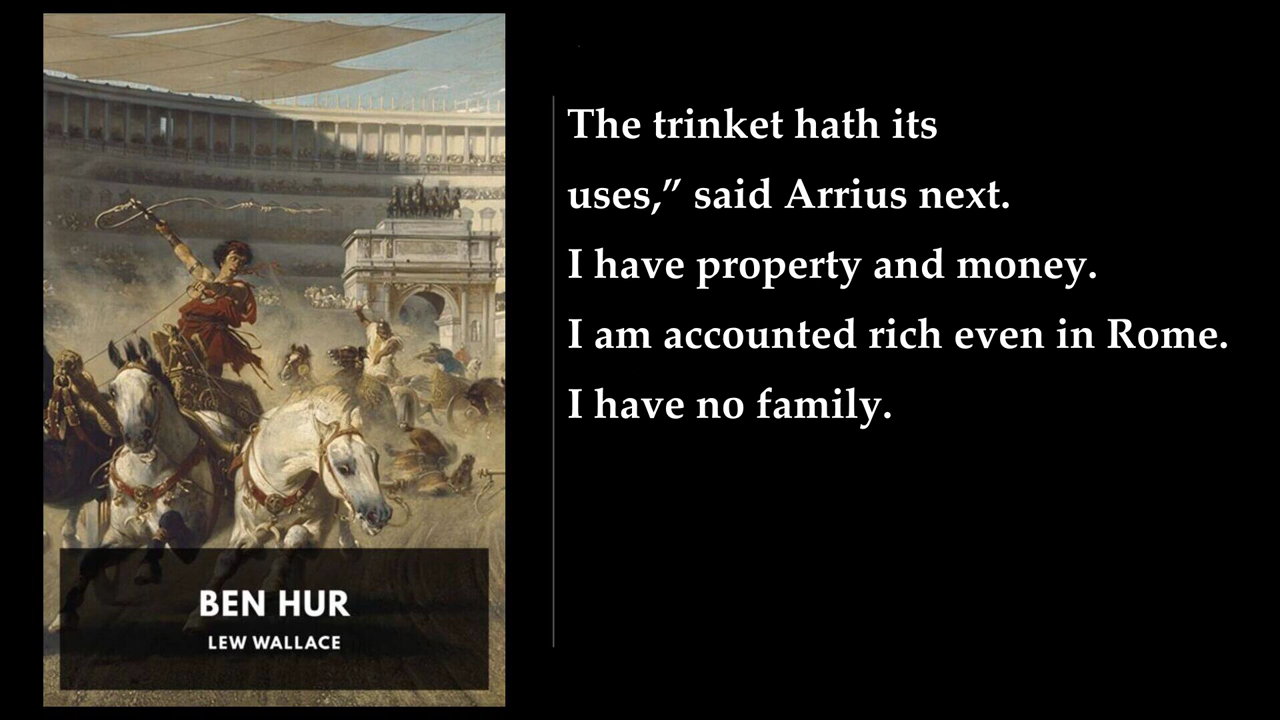 The trinket hath its
uses,” said Arrius next.
I have property and money.
I am accounted rich even in Rome.
I have no family.
BEN HUR
LEW WALLACE